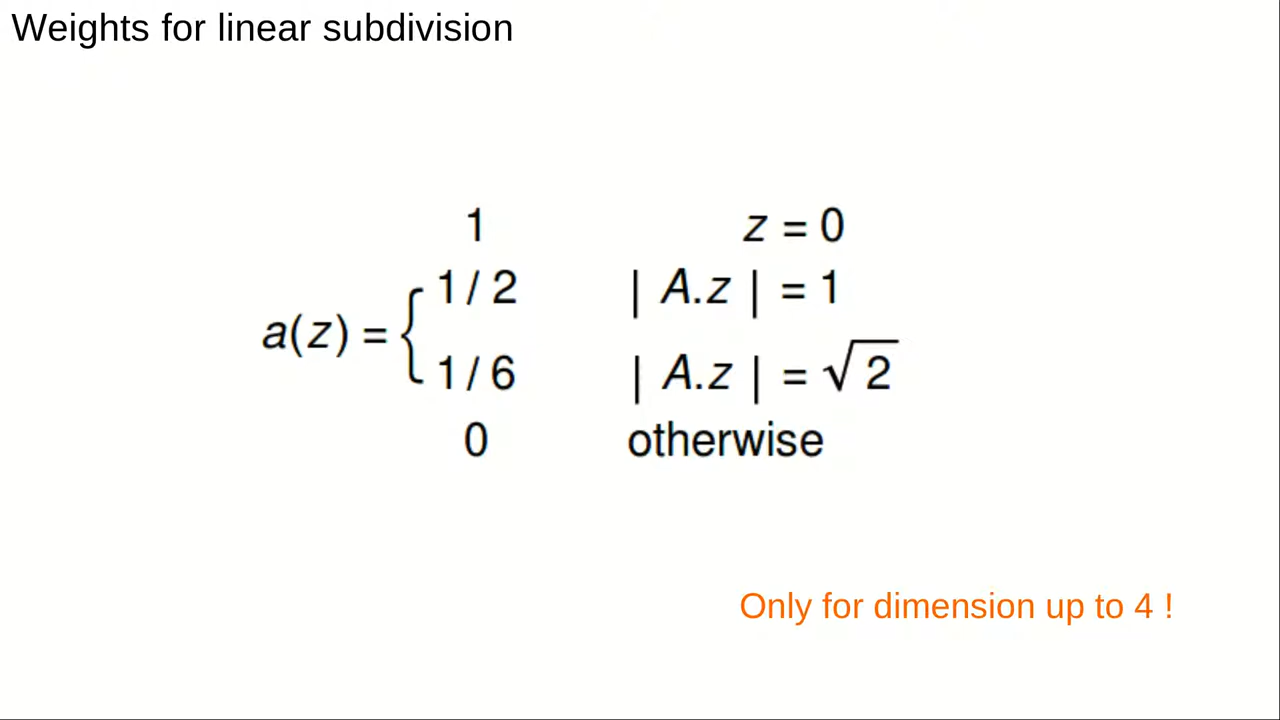 Weights for linear subdivision
1 z = 0
1 / 2 | A.z | = 1
a(z) = {
1 / 6 | A.z | = √2
0 otherwise
Only for dimension up to 4 !